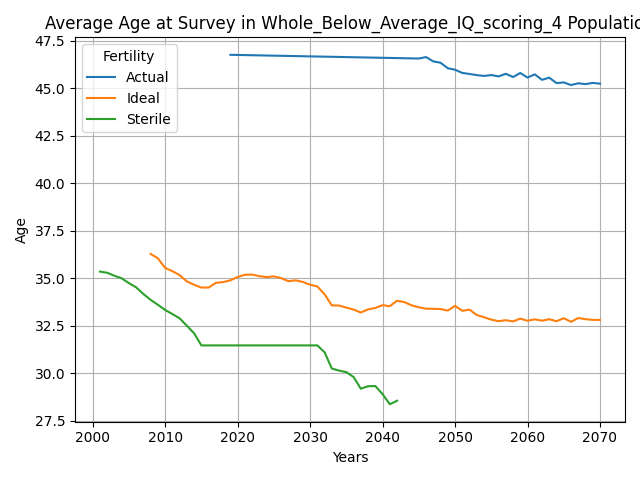 Average Age at Survey in Whole_Below_Average_IQ_scoring_4 Populatio
Fertility
Actual
Ideal
Sterile
47.5
45.0
42.5
40.0
37.5
35.0
32.5
30.0
27.5
Age
2000 2010 2020 2030 2040 2050 2060 2070
Years